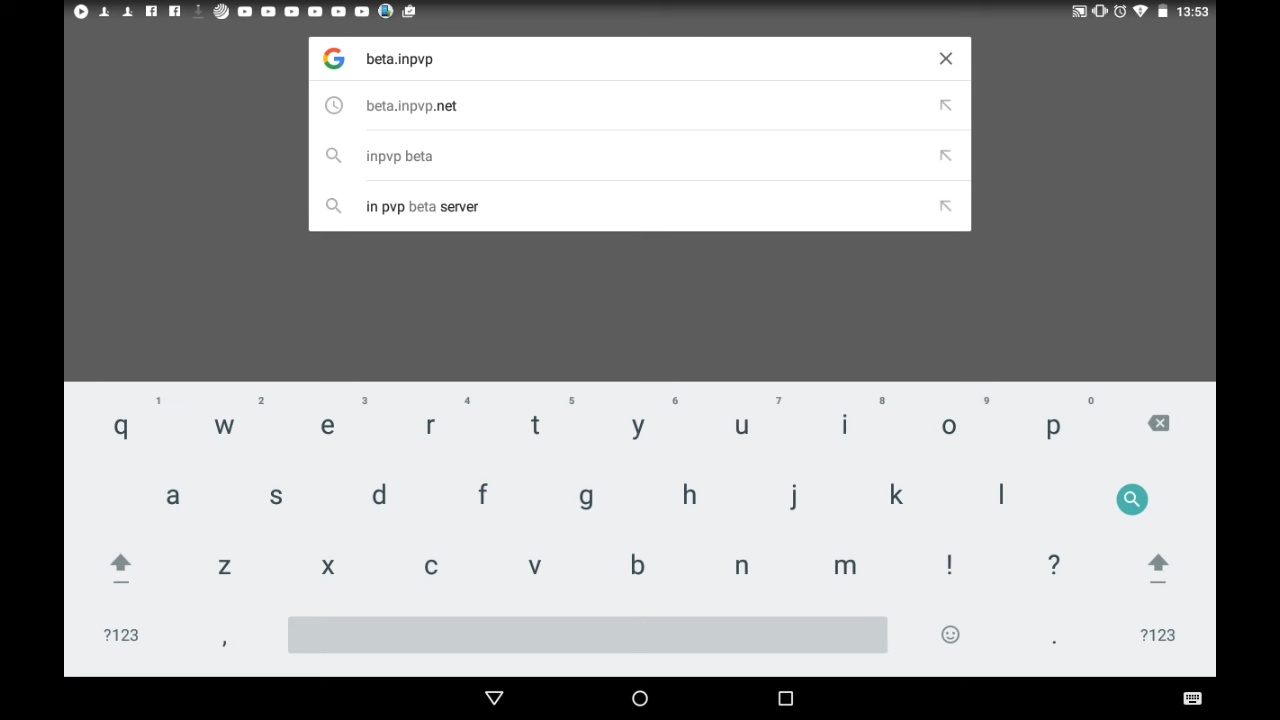 13:53
beta.inpvp
beta.inpvp.net
inpvp beta
in pvp beta server
1 2 3 4 5 6 7 8 9 0
q w e r t y u i o p
a s d f g h j k l
z x c v b n m ! ?
?123 , . ?123